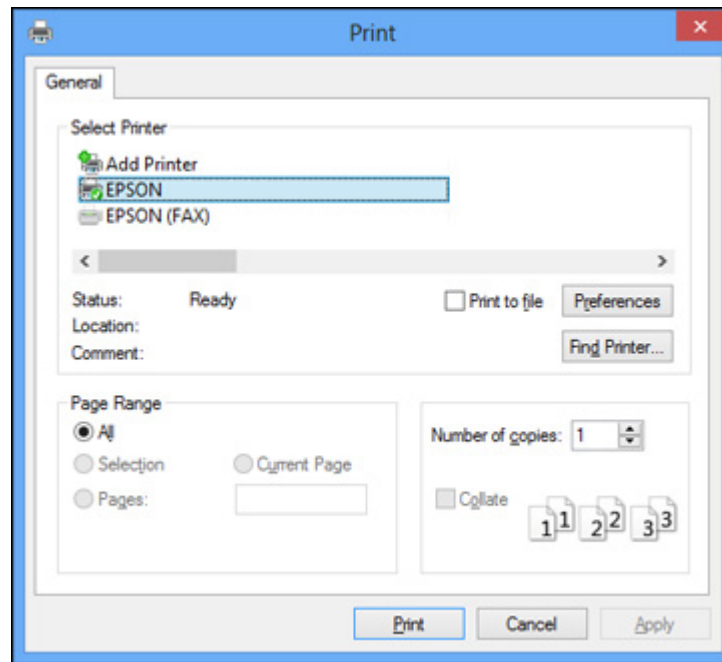 Print
General
Select Printer
Add Printer
EPSON
EPSON (FAX)
Status: Ready
Print to file Preferences
Location:
Comment:
Find Printer...
Page Range
All
Selection Current Page
Pages:
Number of copies: 1
Collate
1 1 2 2 3 3
Print Cancel Apply